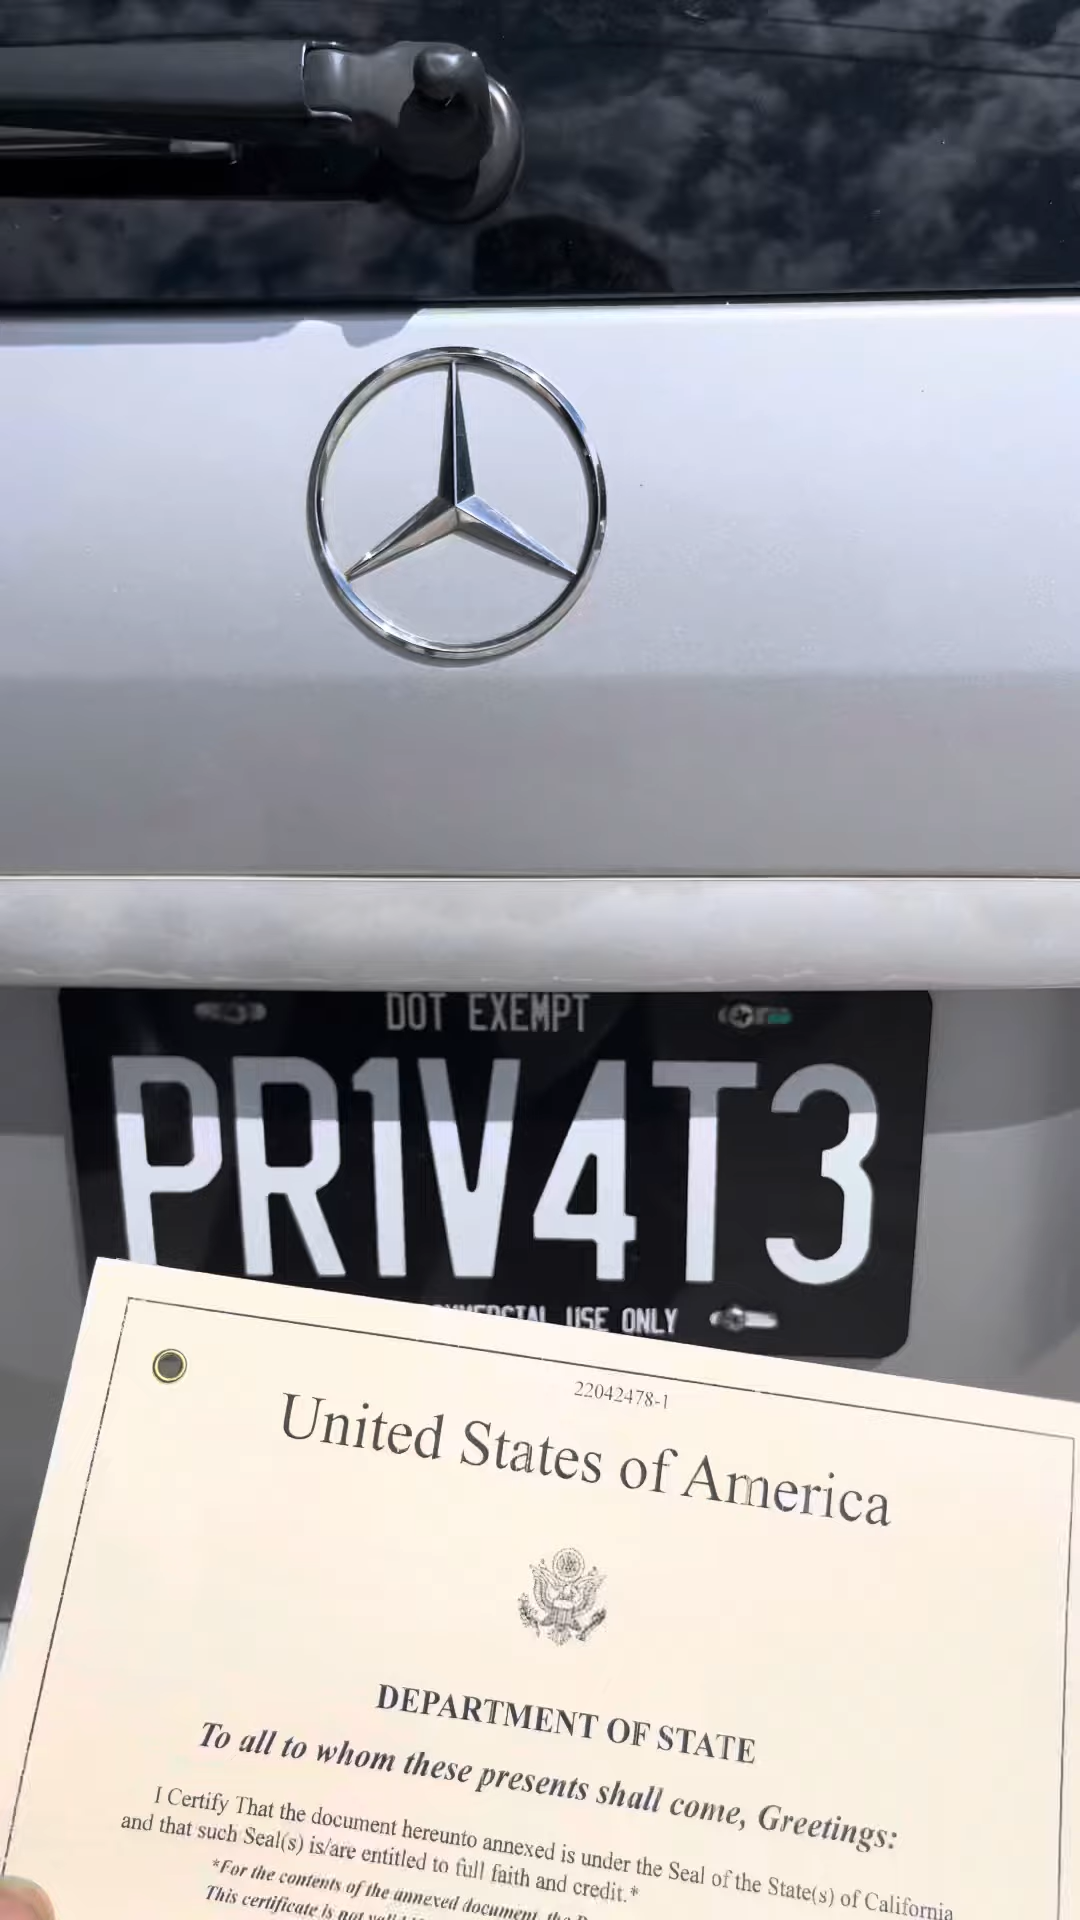 DOT EXEMPT
PR1V4T3
USE ONLY
22042478-1
United States of America
DEPARTMENT OF STATE
To all to whom these presents shall come, Greetings:
I Certify That the document hereunto annexed is under the Seal of the State(s) of California
and that such Seal(s) is/are entitled to full faith and credit.*
*For the contents of the annexed document, the
This certificate is not